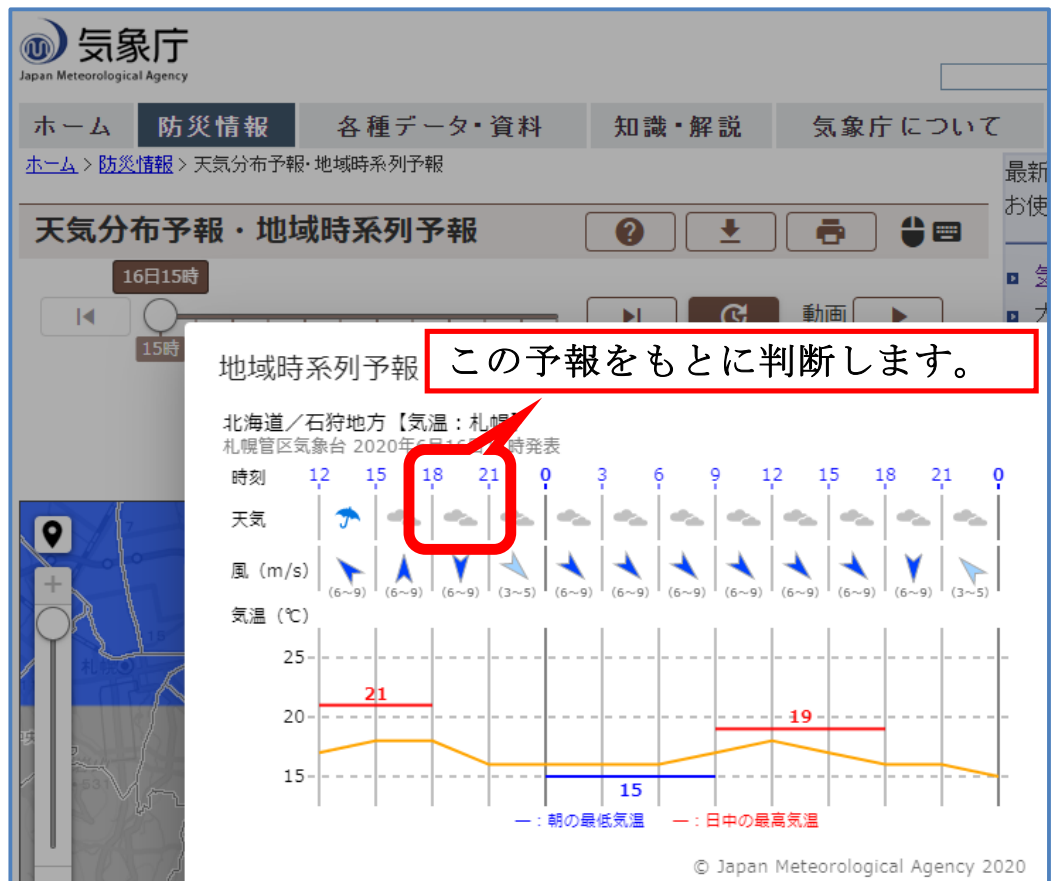 気象庁
Japan Meteorological Agency
ホーム 防災情報 各種データ・資料 知識・解説 気象庁について
ホーム > 防災情報 > 天気分布予報・地域時系列予報
最新
お使
天気分布予報・地域時系列予報
16日15時
動画
15時
地域時系列予報
この予報をもとに判断します。
北海道／石狩地方【気温：札幌】
札幌管区気象台 2020年6月16日 時発表
時刻 12 15 18 21 0 3 6 9 12 15 18 21 0
天気
風（m/s） (6～9) (6～9) (6～9) (3～5) (6～9) (6～9) (6～9) (6～9) (6～9) (6～9) (6～9) (3～5)
気温（℃）
25
21
20
19
15
15
ー：朝の最低気温 ー：日中の最高気温
© Japan Meteorological Agency 2020
札幌
531